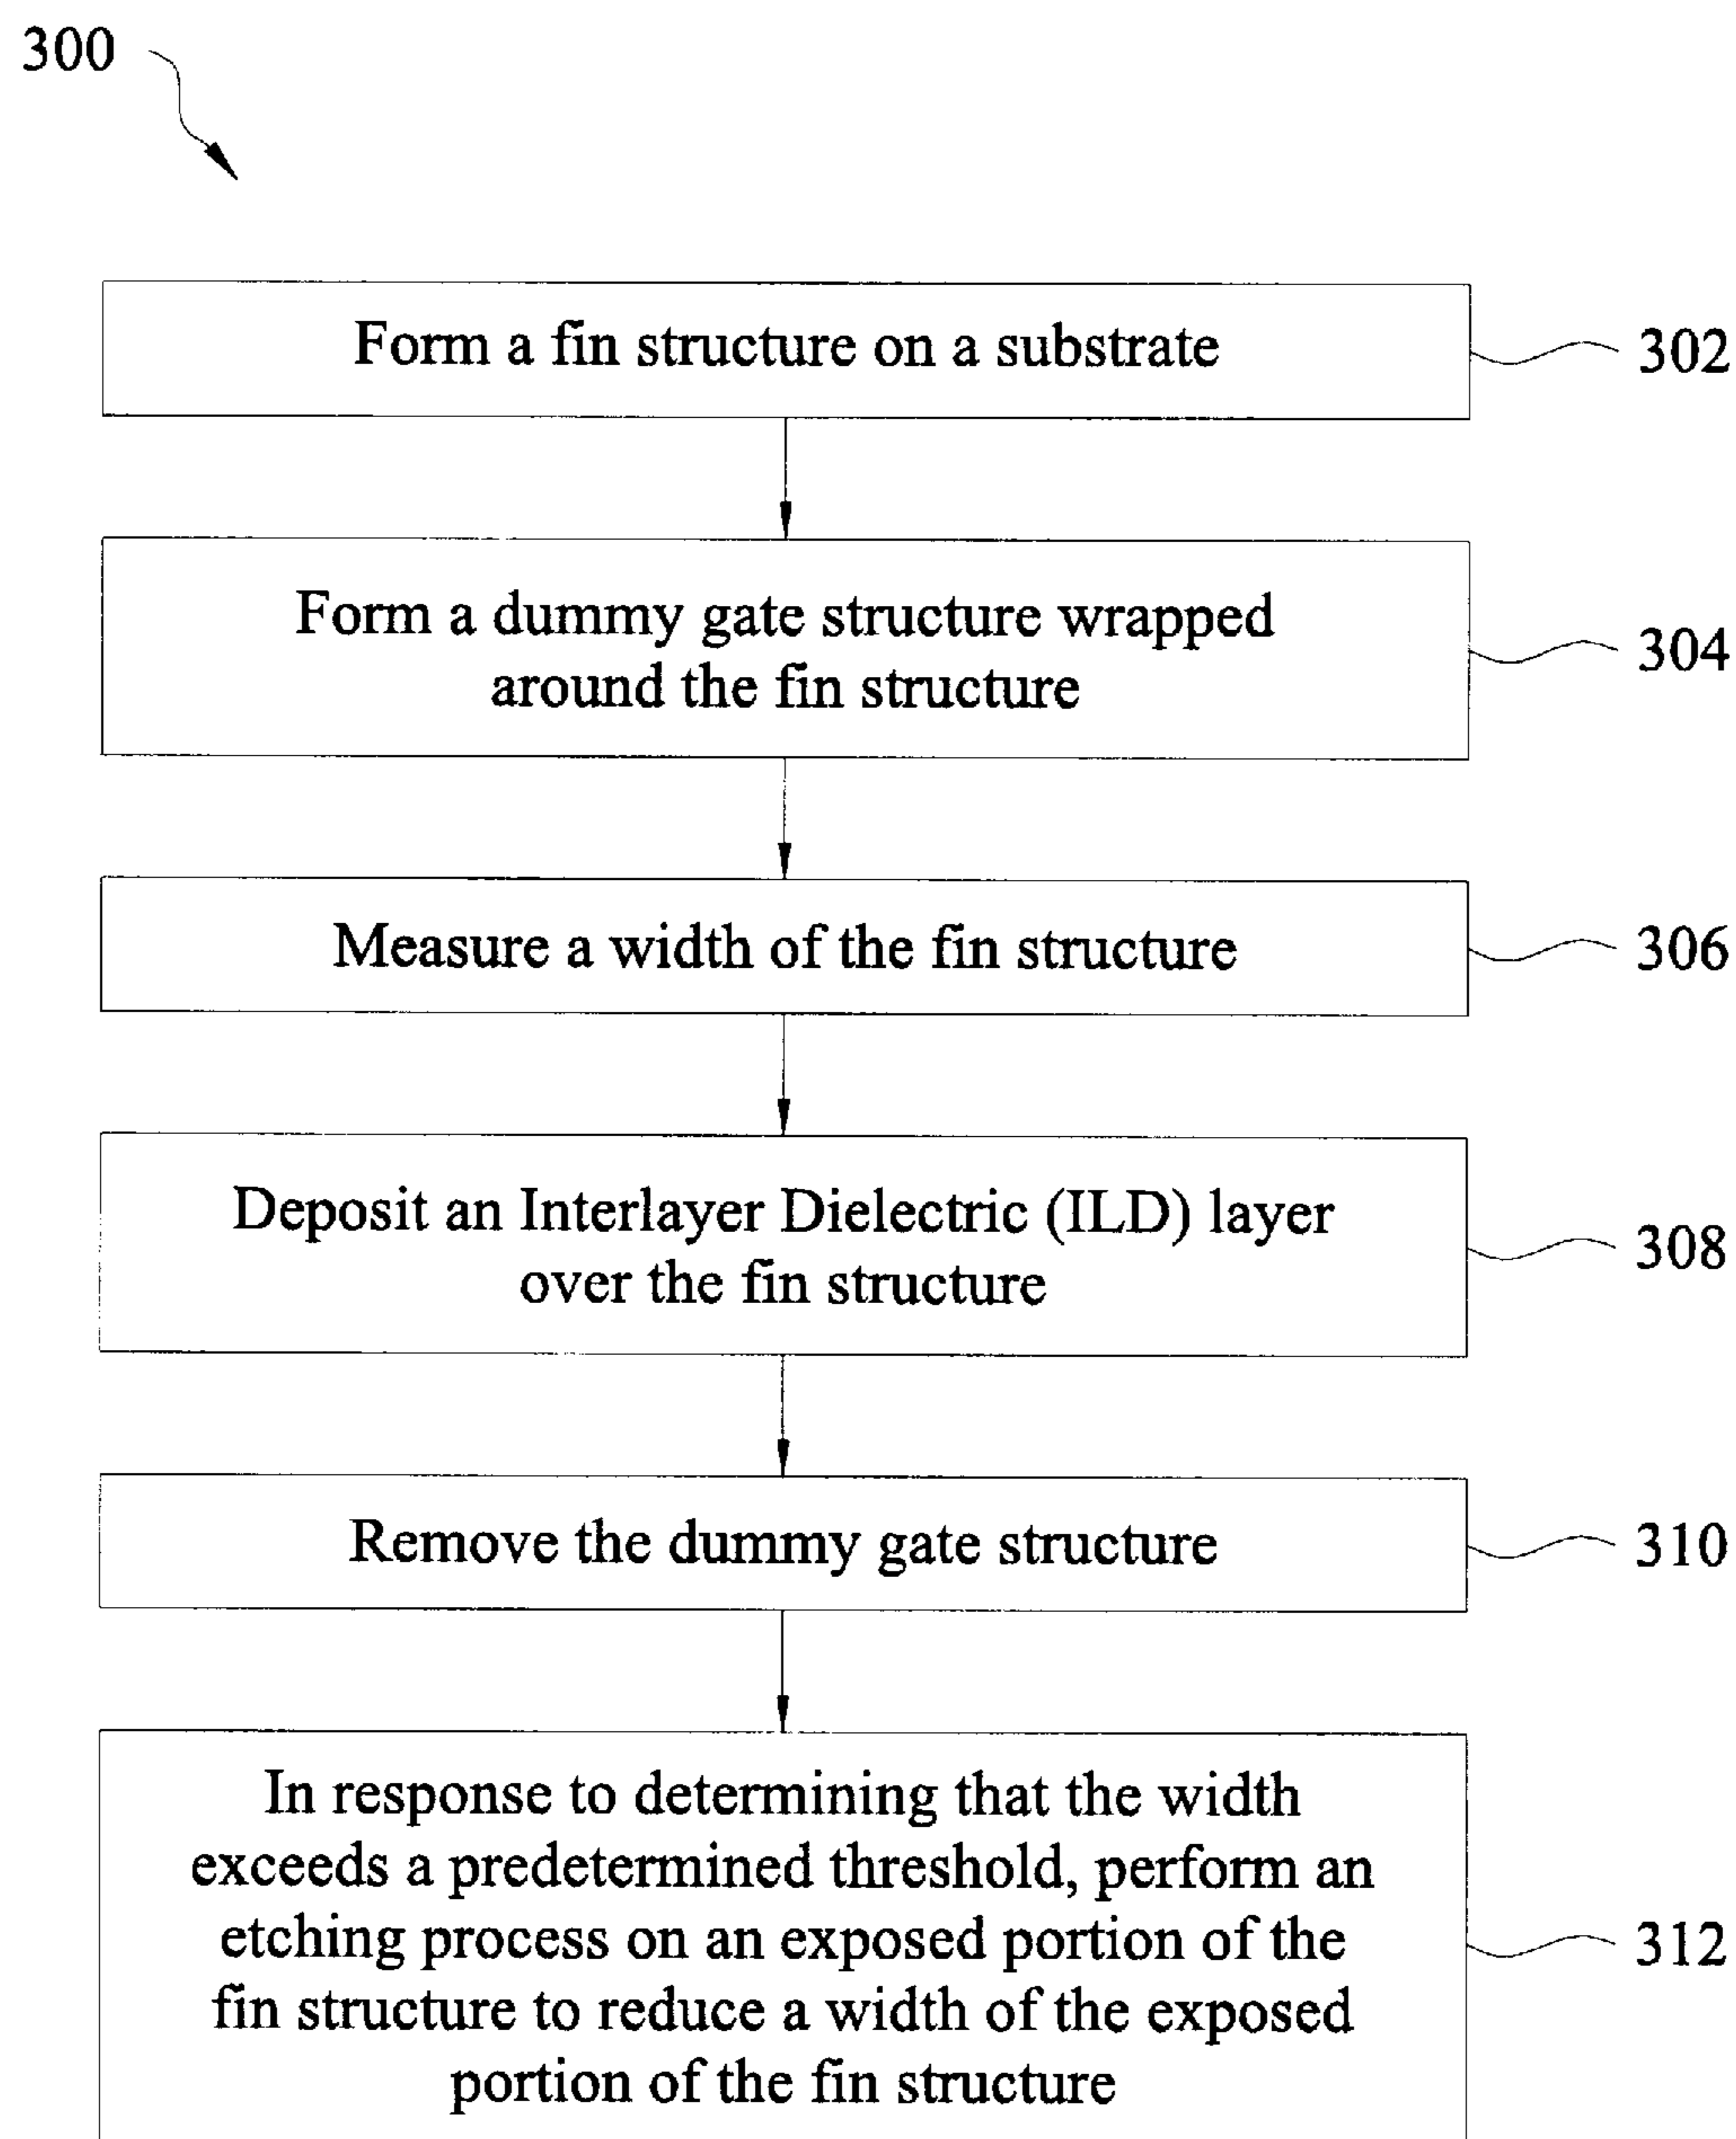 300
Form a fin structure on a substrate
302
Form a dummy gate structure wrapped
around the fin structure
304
Measure a width of the fin structure
306
Deposit an Interlayer Dielectric (ILD) layer
over the fin structure
308
Remove the dummy gate structure
310
In response to determining that the width
exceeds a predetermined threshold, perform an
etching process on an exposed portion of the
fin structure to reduce a width of the exposed
portion of the fin structure
312